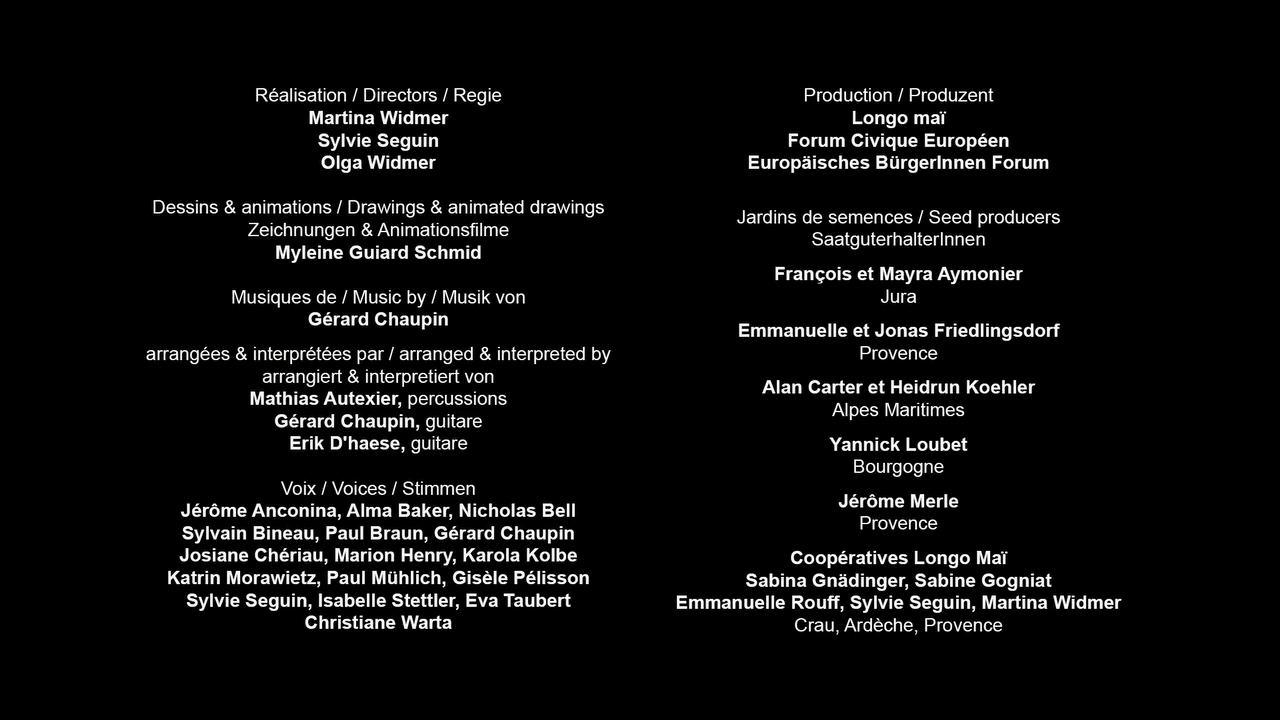 Réalisation / Directors / Regie
Martina Widmer
Sylvie Seguin
Olga Widmer
Dessins & animations / Drawings & animated drawings
Zeichnungen & Animationsfilme
Myleine Guiard Schmid
Musiques de / Music by / Musik von
Gérard Chaupin
arrangées & interprétées par / arranged & interpreted by
arrangiert & interpretiert von
Mathias Autexier, percussions
Gérard Chaupin, guitare
Erik D'haese, guitare
Voix / Voices / Stimmen
Jérôme Anconina, Alma Baker, Nicholas Bell
Sylvain Bineau, Paul Braun, Gérard Chaupin
Josiane Chériau, Marion Henry, Karola Kolbe
Katrin Morawietz, Paul Mühlich, Gisèle Pélisson
Sylvie Seguin, Isabelle Stettler, Eva Taubert
Christiane Warta
Production / Produzent
Longo maï
Forum Civique Européen
Europäisches BürgerInnen Forum
Jardins de semences / Seed producers
SaatguterhalterInnen
François et Mayra Aymonier
Jura
Emmanuelle et Jonas Friedlingsdorf
Provence
Alan Carter et Heidrun Koehler
Alpes Maritimes
Yannick Loubet
Bourgogne
Jérôme Merle
Provence
Coopératives Longo Maï
Sabina Gnädinger, Sabine Gogniat
Emmanuelle Rouff, Sylvie Seguin, Martina Widmer
Crau, Ardèche, Provence